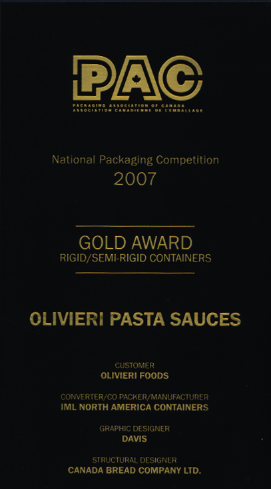 PAC
PACKAGING ASSOCIATION OF CANADA
ASSOCIATION CANADIENNE DE L'EMBALLAGE
National Packaging Competition
2007
GOLD AWARD
RIGID/SEMI-RIGID CONTAINERS
OLIVIERI PASTA SAUCES
CUSTOMER
OLIVIERI FOODS
CONVERTER/CO PACKER/MANUFACTURER
IML NORTH AMERICA CONTAINERS
GRAPHIC DESIGNER
DAVIS
STRUCTURAL DESIGNER
CANADA BREAD COMPANY LTD.